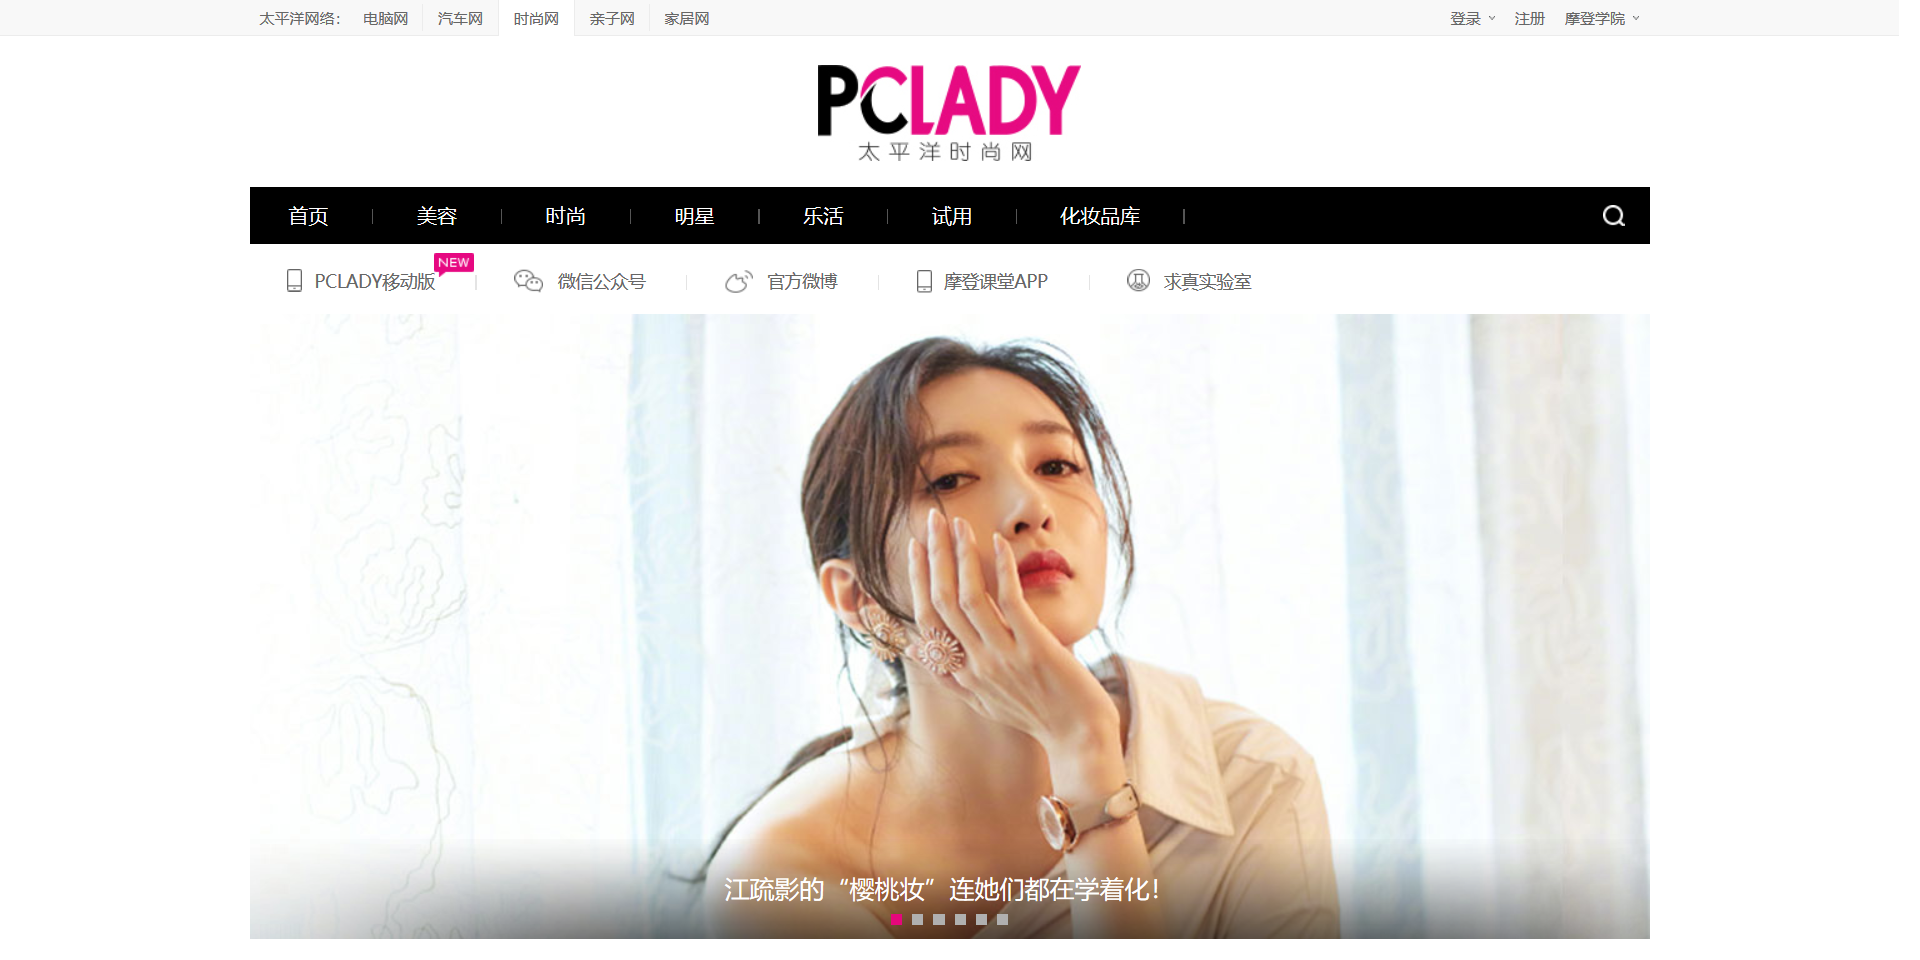 太平洋网络： 电脑网 汽车网 时尚网 亲子网 家居网 登录 注册 摩登学院
PCLADY
太平洋时尚网
首页 美容 时尚 明星 乐活 试用 化妆品库
NEW
PCLADY移动版 微信公众号 官方微博 摩登课堂APP 求真实验室
江疏影的“樱桃妆”连她们都在学着化！